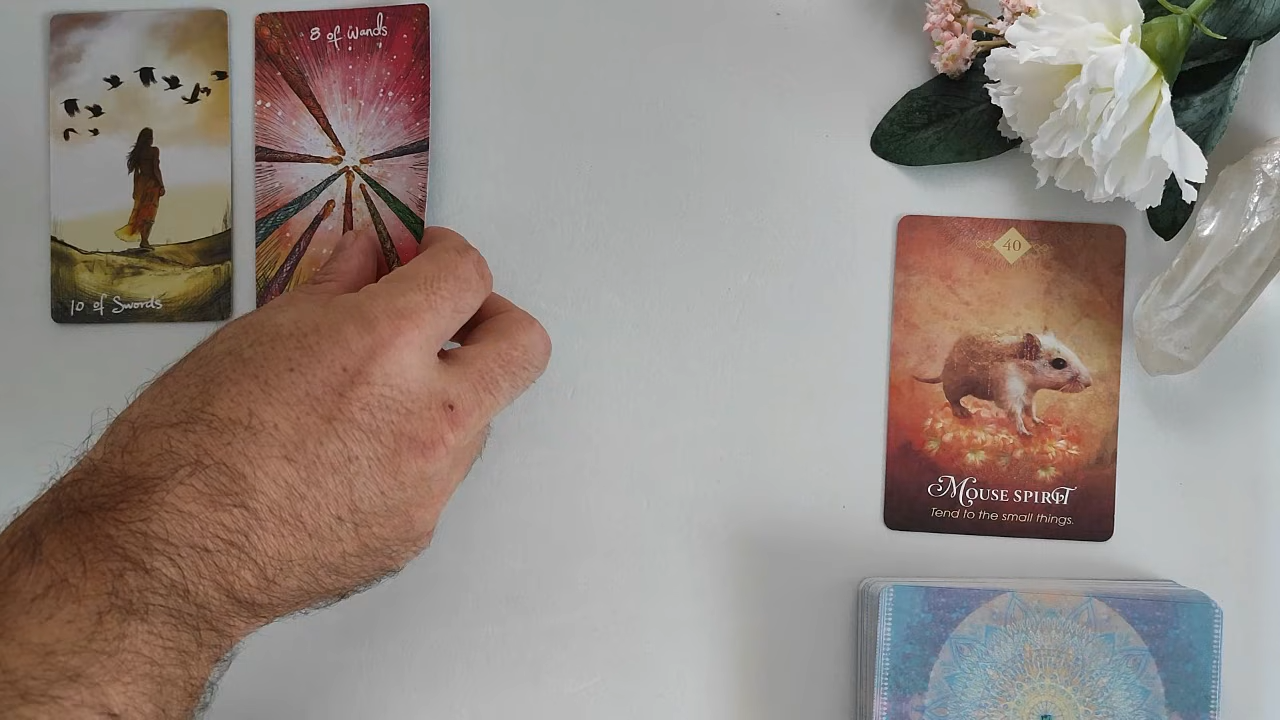 10 of Swords
8 of Wands
40
Mouse Spirit
Tend to the small things.